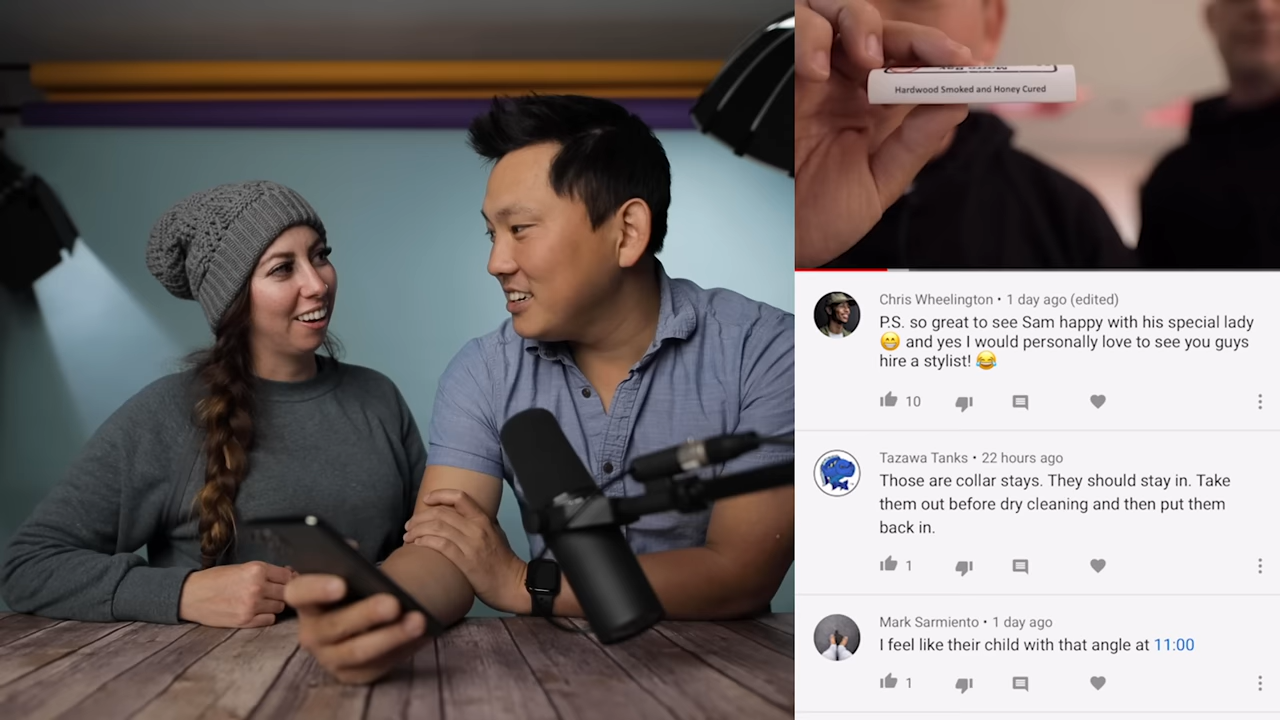 Hardwood Smoked and Honey Cured
Chris Wheelington • 1 day ago (edited)
P.S. so great to see Sam happy with his special lady
😁 and yes I would personally love to see you guys
hire a stylist! 😂
10
Tazawa Tanks • 22 hours ago
Those are collar stays. They should stay in. Take
them out before dry cleaning and then put them
back in.
1
Mark Sarmiento • 1 day ago
I feel like their child with that angle at 11:00
1